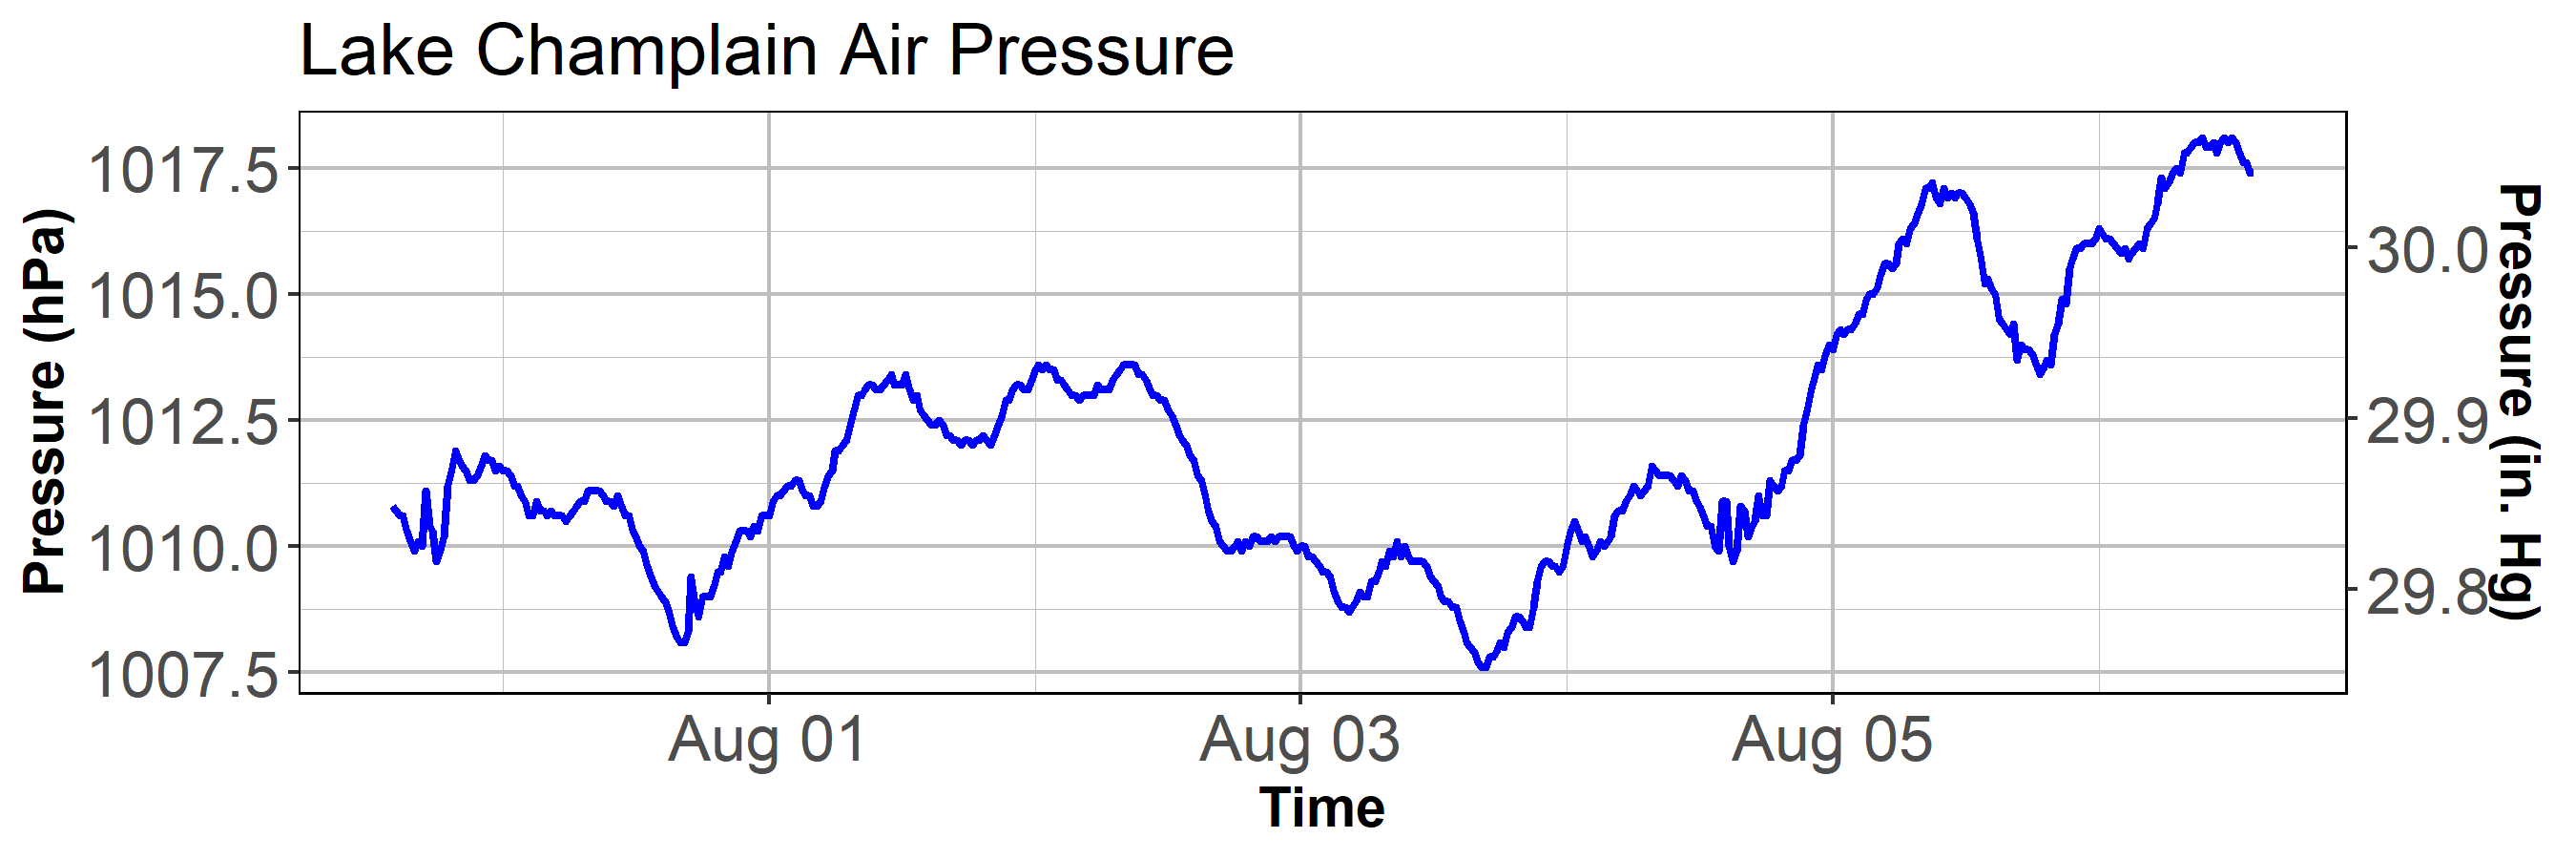 Lake Champlain Air Pressure
Pressure (hPa)
1017.5
1015.0
1012.5
1010.0
1007.5
30.0
29.9
29.8
Pressure (in. Hg)
Aug 01
Aug 03
Aug 05
Time